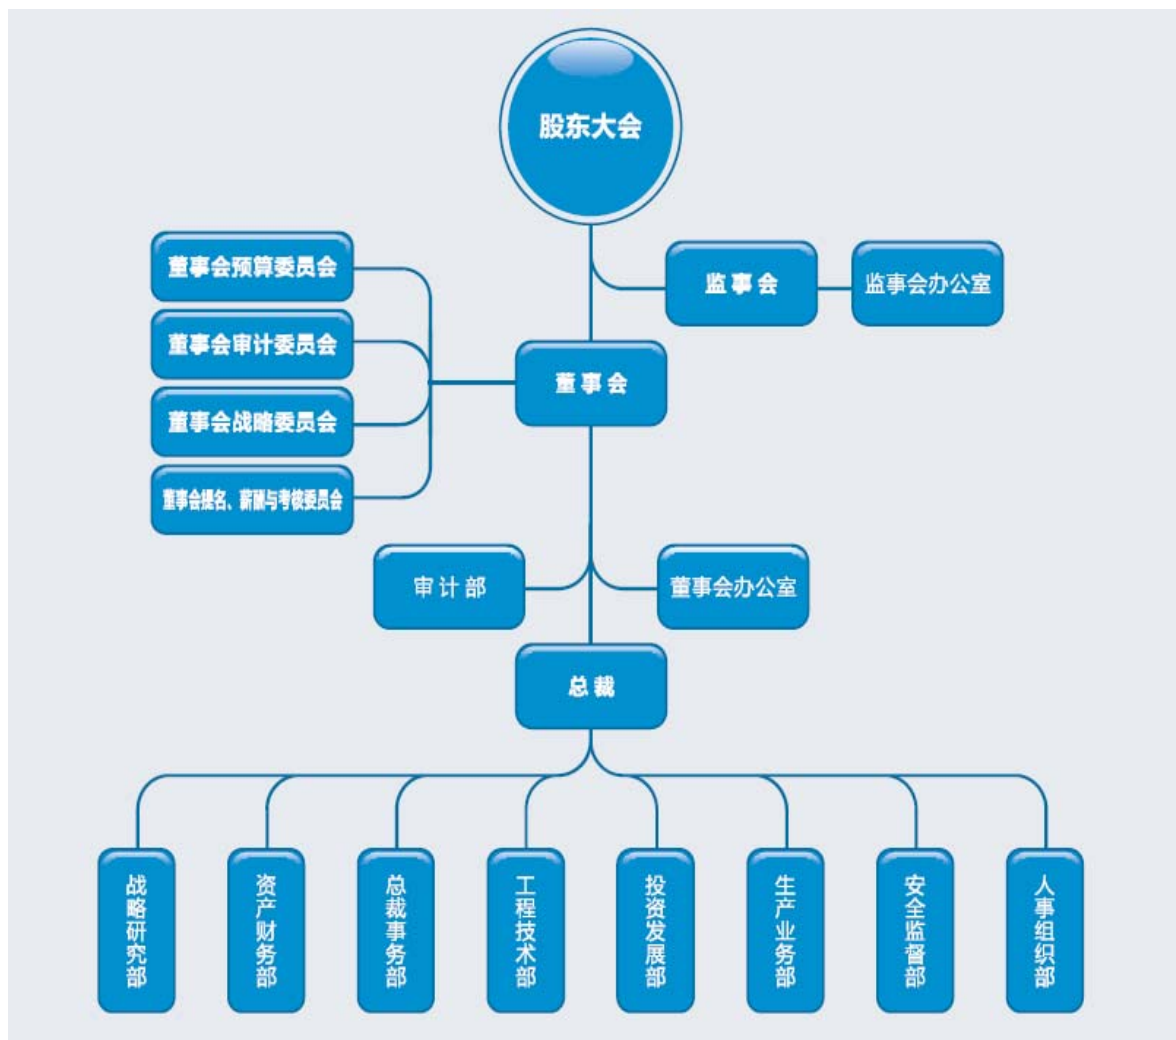 股东大会
董事会预算委员会
监事会
监事会办公室
董事会审计委员会
董事会
董事会战略委员会
董事会提名、薪酬与考核委员会
审计部
董事会办公室
总裁
战略研究部
资产财务部
总裁事务部
工程技术部
投资发展部
生产业务部
安全监督部
人事组织部